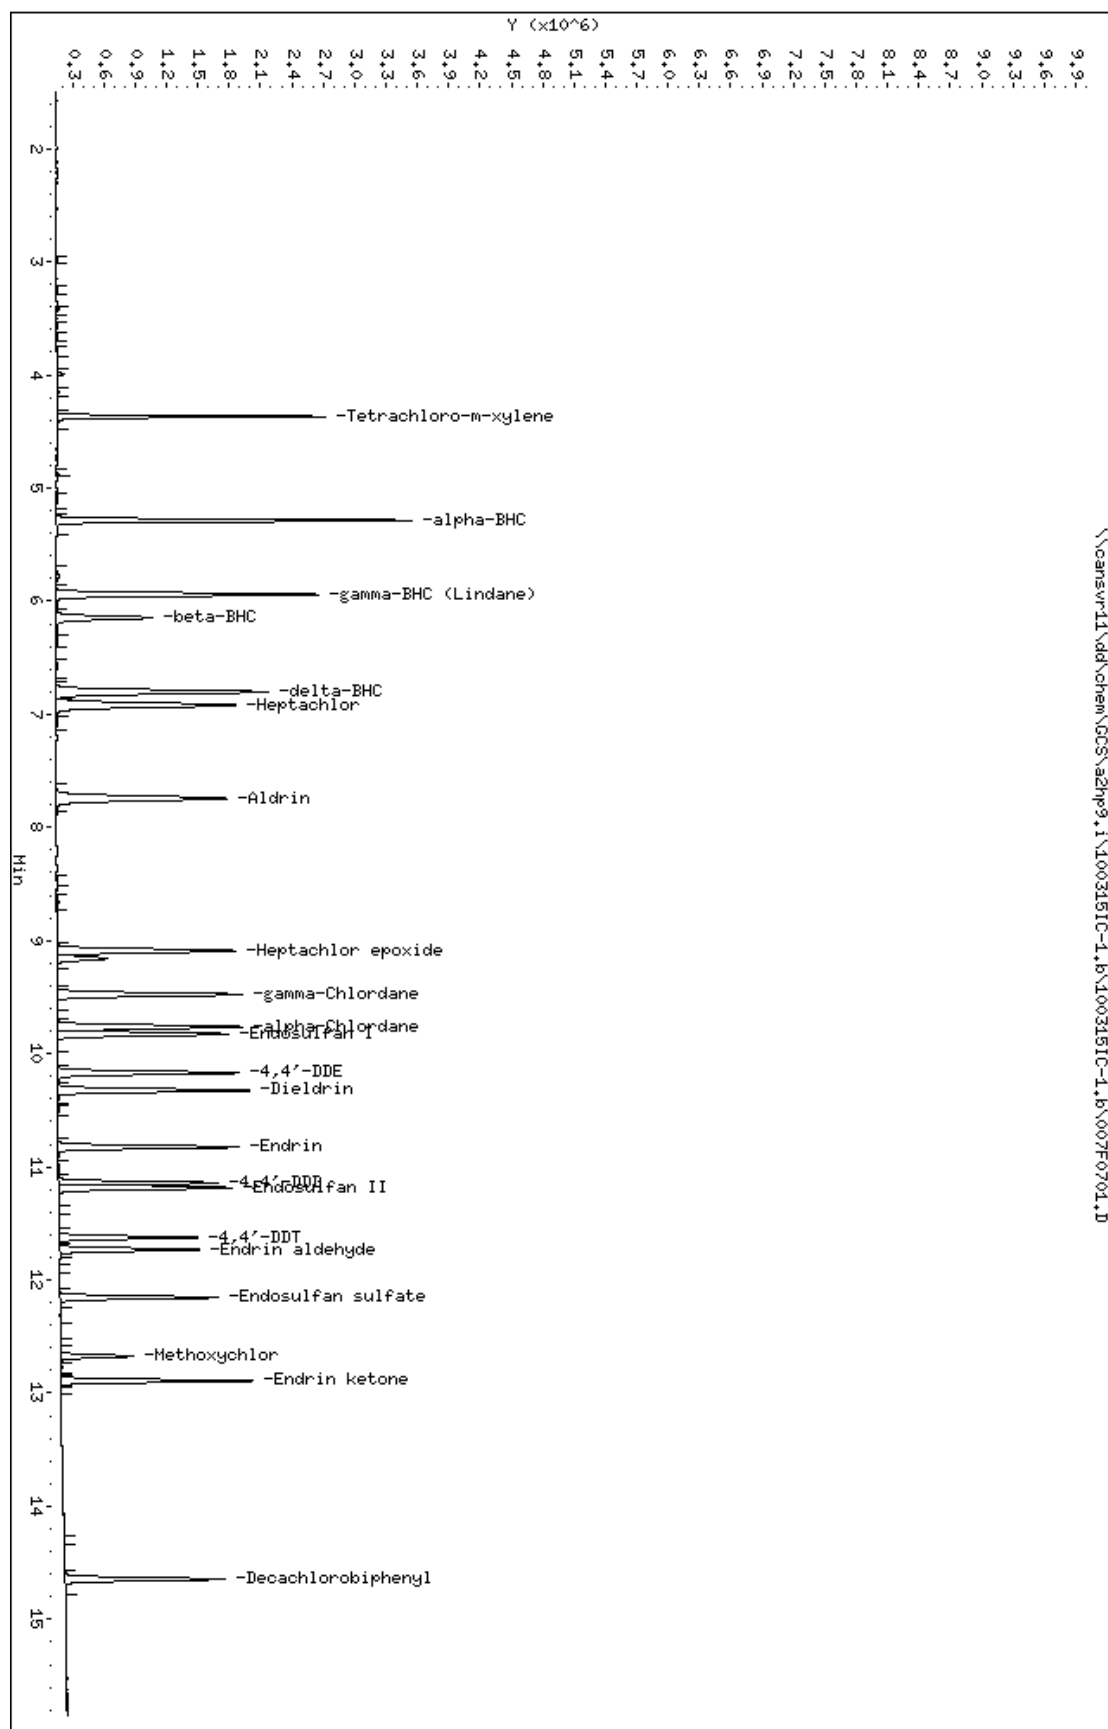 Y (x10^6)
0.3
0.6
0.9
1.2
1.5
1.8
2.1
2.4
2.7
3.0
3.3
3.6
3.9
4.2
4.5
4.8
5.1
5.4
5.7
6.0
6.3
6.6
6.9
7.2
7.5
7.8
8.1
8.4
8.7
9.0
9.3
9.6
9.9
2
3
4
5
6
7
8
9
10
11
12
13
14
15
Min
-Tetrachloro-m-xylene
-alpha-BHC
-gamma-BHC (Lindane)
-beta-BHC
-delta-BHC
-Heptachlor
-Aldrin
-Heptachlor epoxide
-gamma-Chlordane
-alpha-Chlordane
-Endosulfan I
-4,4'-DDE
-Dieldrin
-Endrin
-4,4'-DDD
-Endosulfan II
-4,4'-DDT
-Endrin aldehyde
-Endosulfan sulfate
-Methoxychlor
-Endrin ketone
-Decachlorobiphenyl
\\cansvr11\dd\chem\GCS\a2hp9.i\100315IC-1.b\100315IC-1.b\007F0701.D